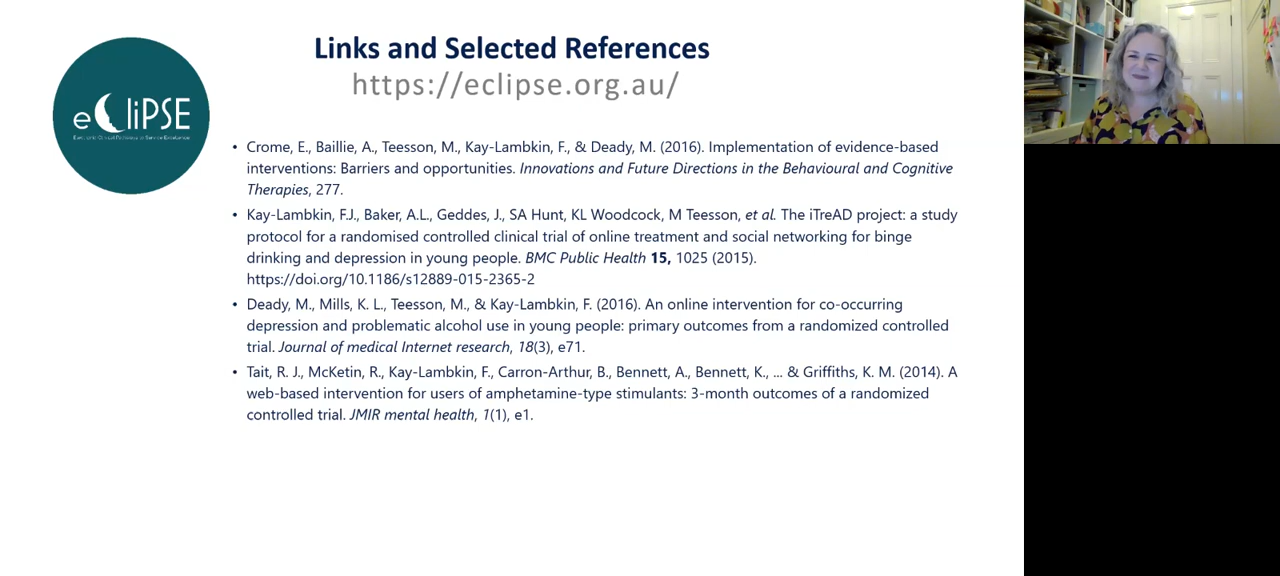 Links and Selected References
https://eclipse.org.au/
eCliPSE
Electronic Clinical Pathways to Service Excellence
• Crome, E., Baillie, A., Teesson, M., Kay-Lambkin, F., & Deady, M. (2016). Implementation of evidence-based
interventions: Barriers and opportunities. Innovations and Future Directions in the Behavioural and Cognitive
Therapies, 277.
• Kay-Lambkin, F.J., Baker, A.L., Geddes, J., SA Hunt, KL Woodcock, M Teesson, et al. The iTreAD project: a study
protocol for a randomised controlled clinical trial of online treatment and social networking for binge
drinking and depression in young people. BMC Public Health 15, 1025 (2015).
https://doi.org/10.1186/s12889-015-2365-2
• Deady, M., Mills, K. L., Teesson, M., & Kay-Lambkin, F. (2016). An online intervention for co-occurring
depression and problematic alcohol use in young people: primary outcomes from a randomized controlled
trial. Journal of medical Internet research, 18(3), e71.
• Tait, R. J., McKetin, R., Kay-Lambkin, F., Carron-Arthur, B., Bennett, A., Bennett, K., ... & Griffiths, K. M. (2014). A
web-based intervention for users of amphetamine-type stimulants: 3-month outcomes of a randomized
controlled trial. JMIR mental health, 1(1), e1.